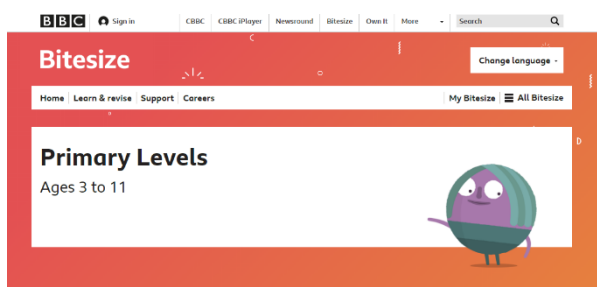 BBC Sign in CBBC CBBC iPlayer Newsround Bitesize Own It More Search
Bitesize
Change language
Home Learn & revise Support Careers My Bitesize All Bitesize
Primary Levels
Ages 3 to 11